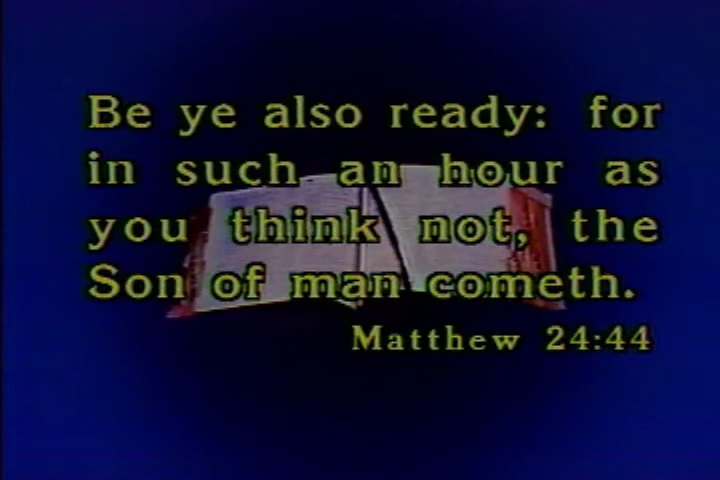 Be ye also ready: for
in such an hour as
you think not, the
Son of man cometh.
Matthew 24:44